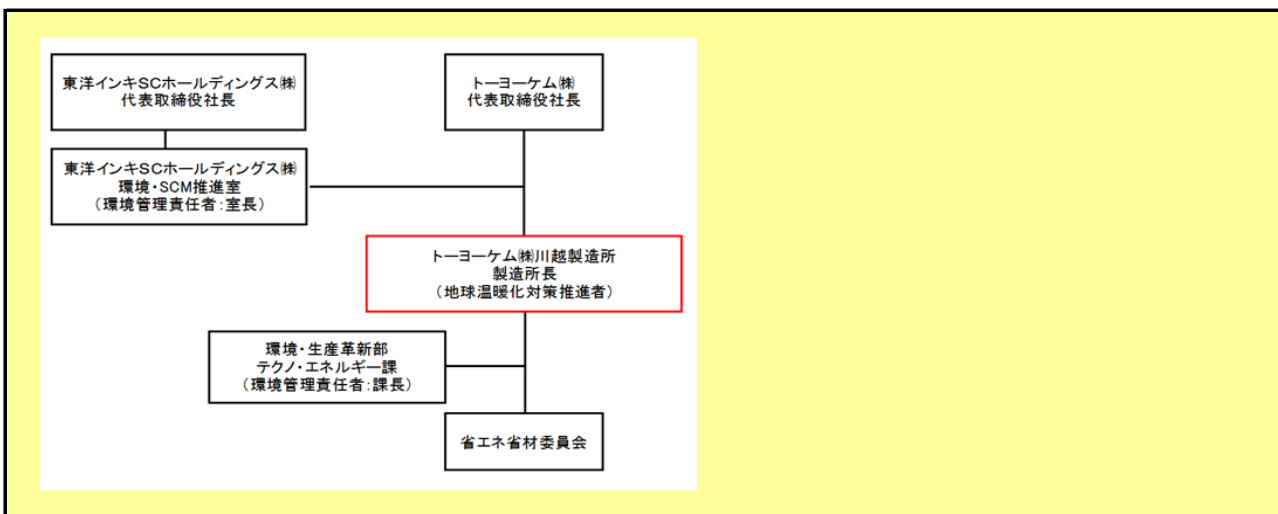 東洋インキSCホールディングス㈱
代表取締役社長
トーヨーケム㈱
代表取締役社長
東洋インキSCホールディングス㈱
環境・SCM推進室
（環境管理責任者：室長）
トーヨーケム㈱川越製造所
製造所長
（地球温暖化対策推進者）
環境・生産革新部
テクノ・エネルギー課
（環境管理責任者：課長）
省エネ省材委員会